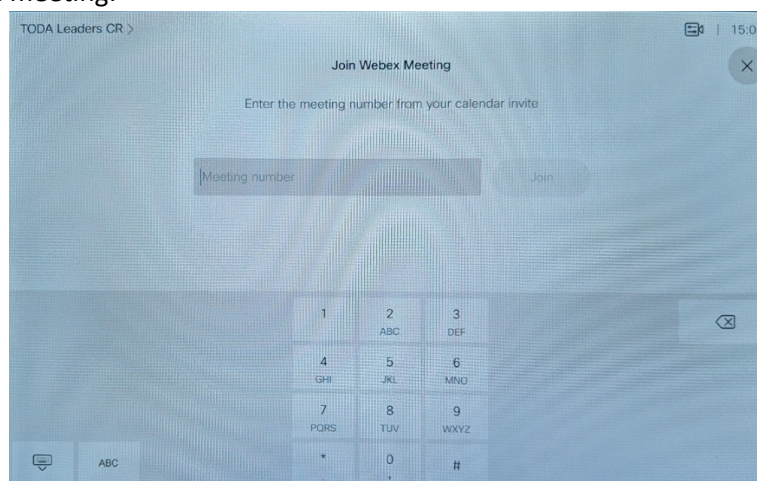 meeting.
TODA Leaders CR >
15:0
Join Webex Meeting
Enter the meeting number from your calendar invite
Meeting number
Join
1 2 3
ABC DEF
4 5 6
GHI JKL MNO
7 8 9
PQRS TUV WXYZ
* 0 #
+
ABC